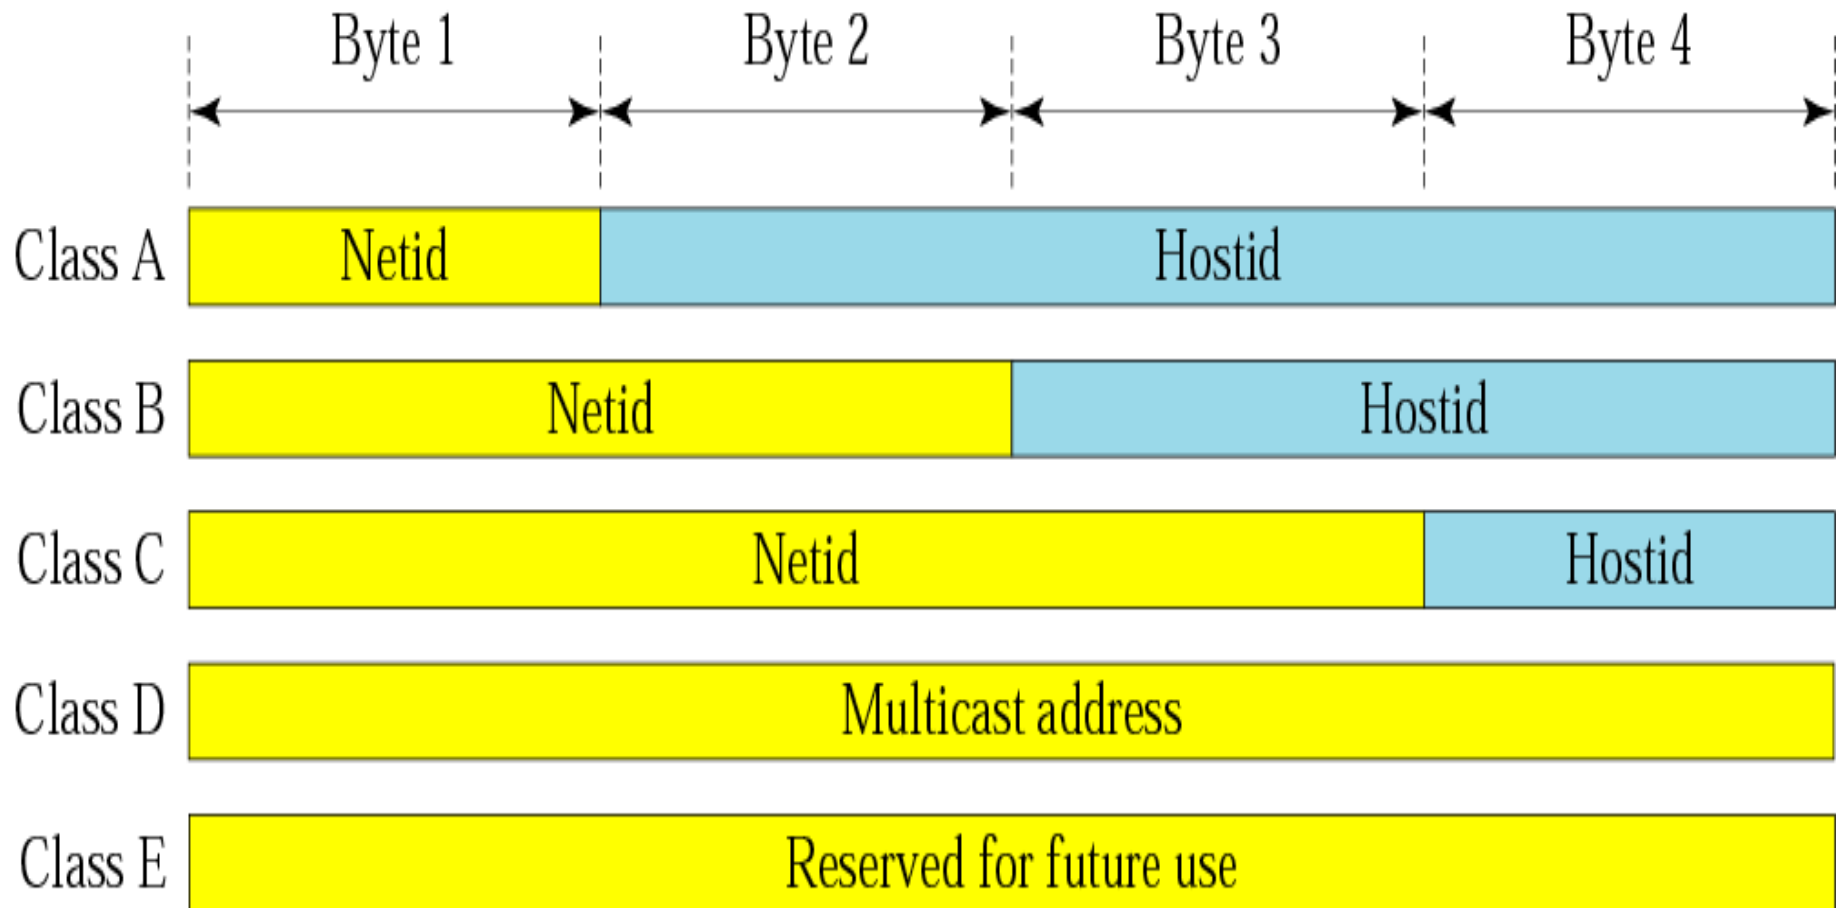 Byte 1 Byte 2 Byte 3 Byte 4
Class A Netid Hostid
Class B Netid Hostid
Class C Netid Hostid
Class D Multicast address
Class E Reserved for future use